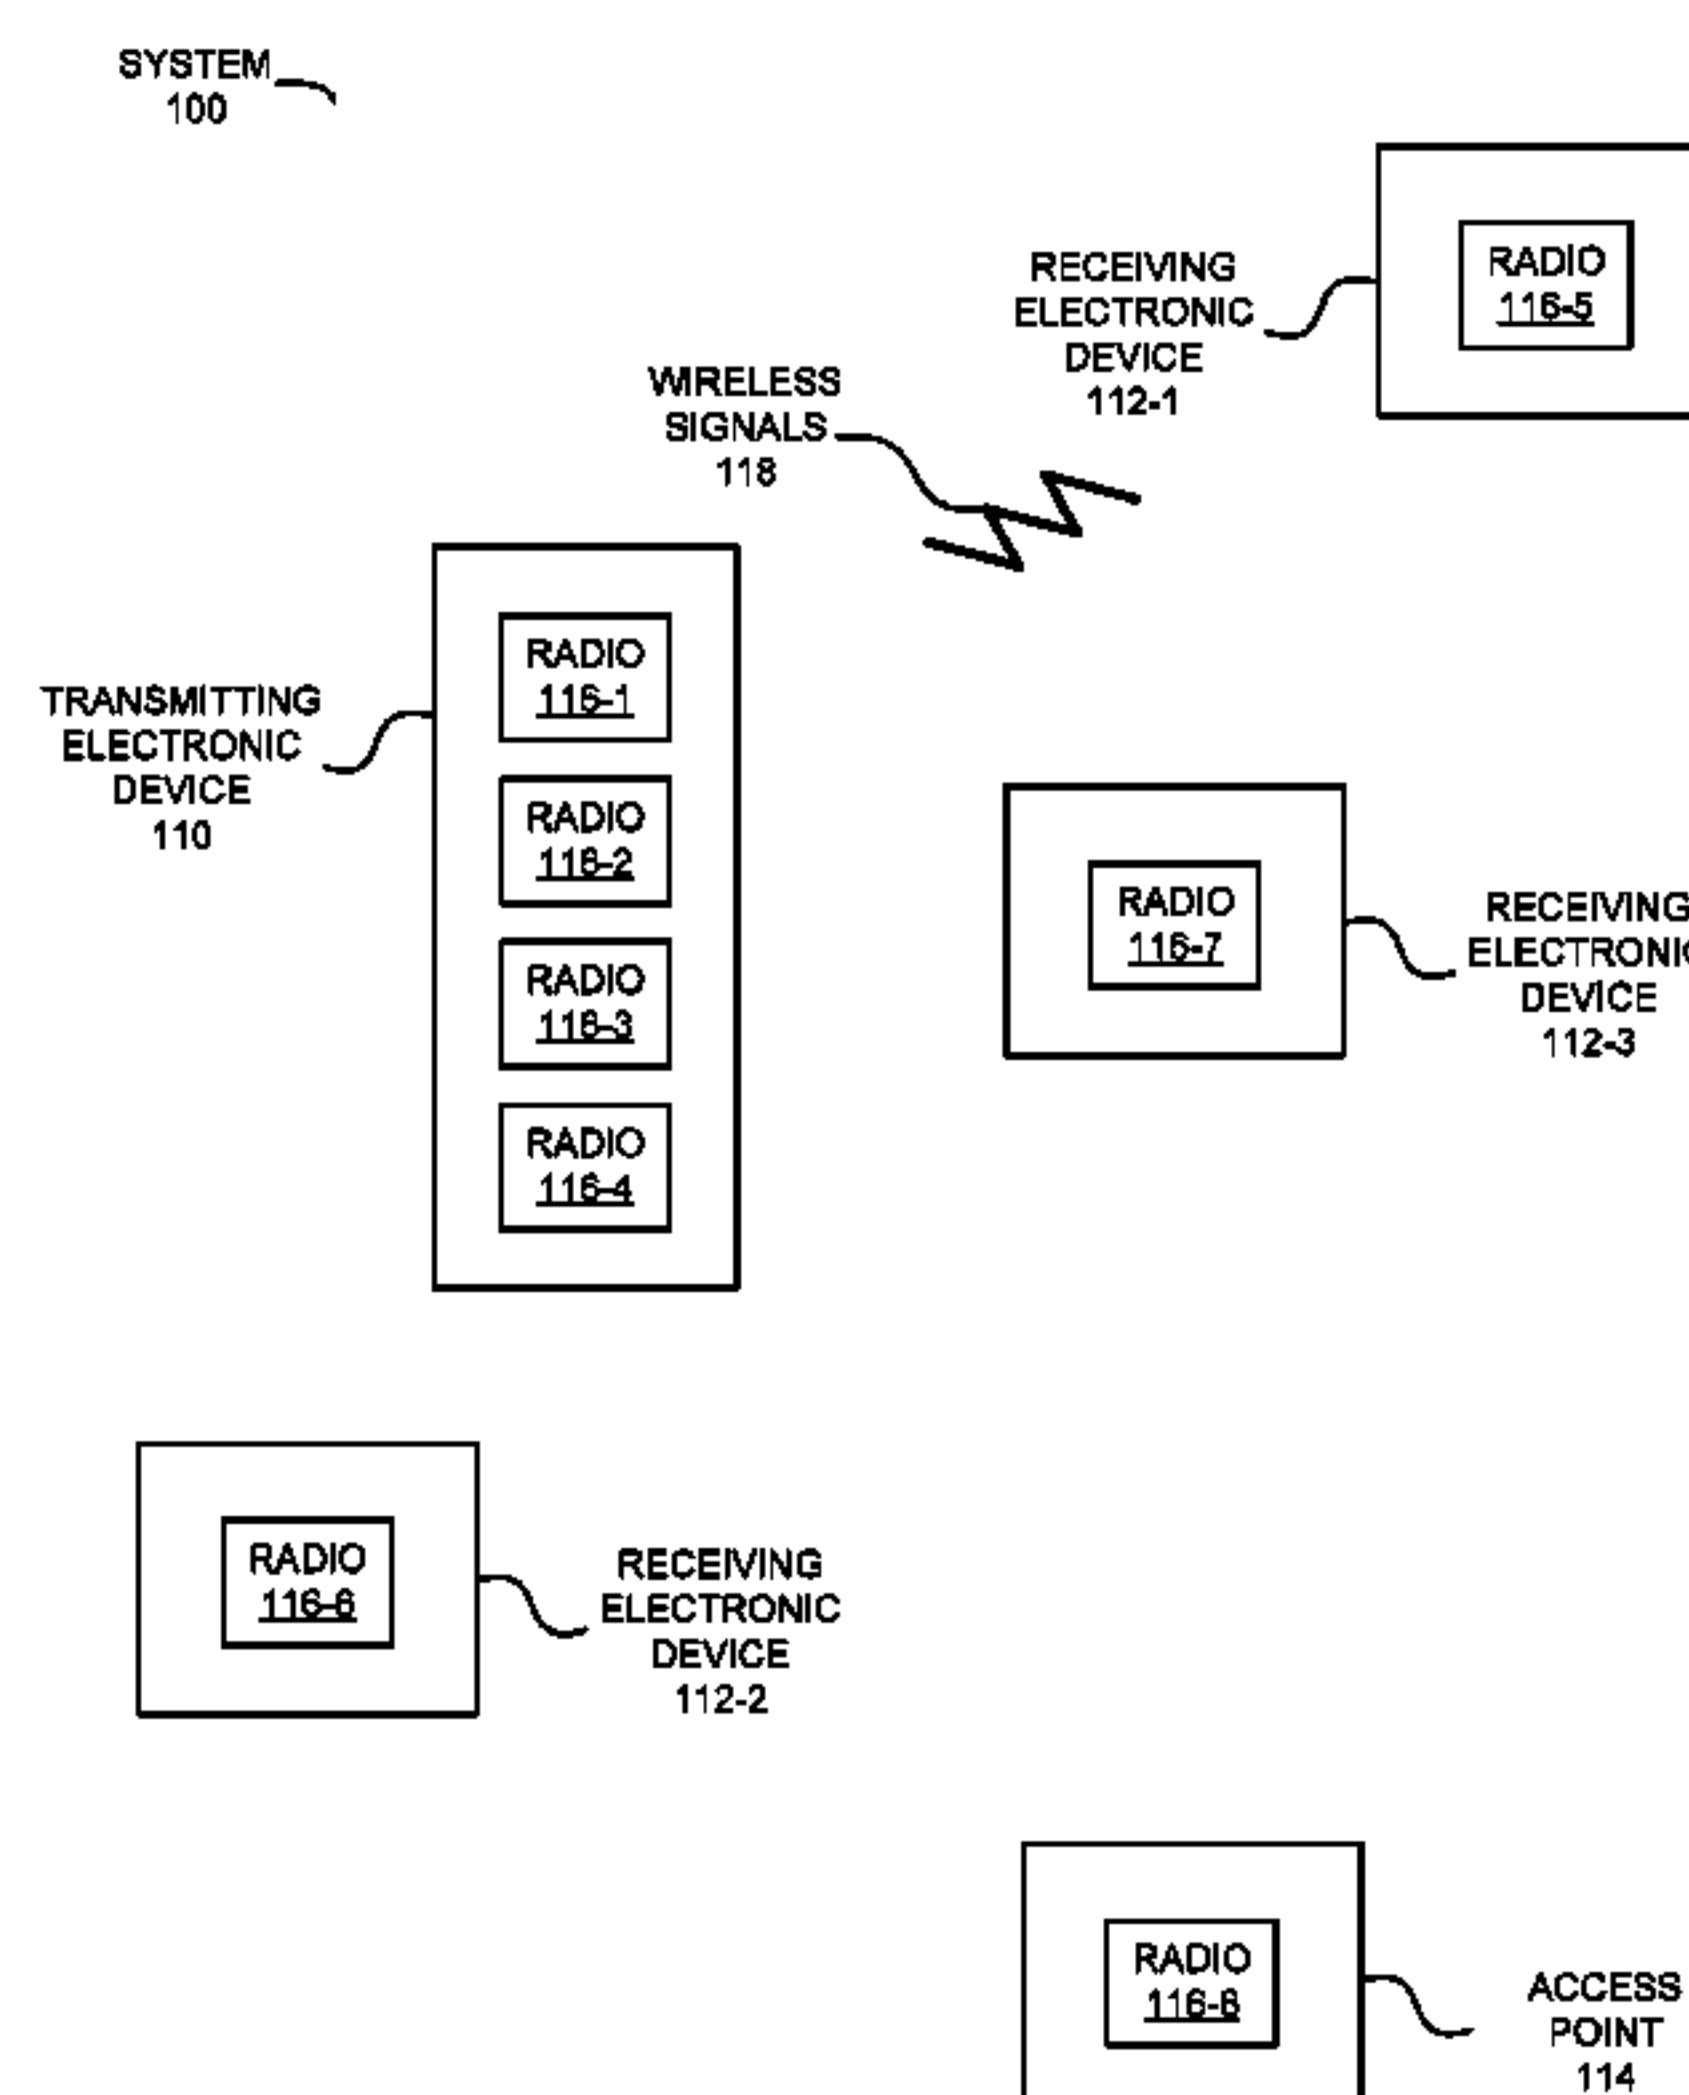 SYSTEM
100
RECEIVING
ELECTRONIC
DEVICE
112-1
RADIO
116-5
WIRELESS
SIGNALS
118
TRANSMITTING
ELECTRONIC
DEVICE
110
RADIO
116-1
RADIO
116-2
RADIO
116-3
RADIO
116-4
RADIO
116-7
RECEIVING
ELECTRONIC
DEVICE
112-3
RADIO
116-6
RECEIVING
ELECTRONIC
DEVICE
112-2
RADIO
116-8
ACCESS
POINT
114